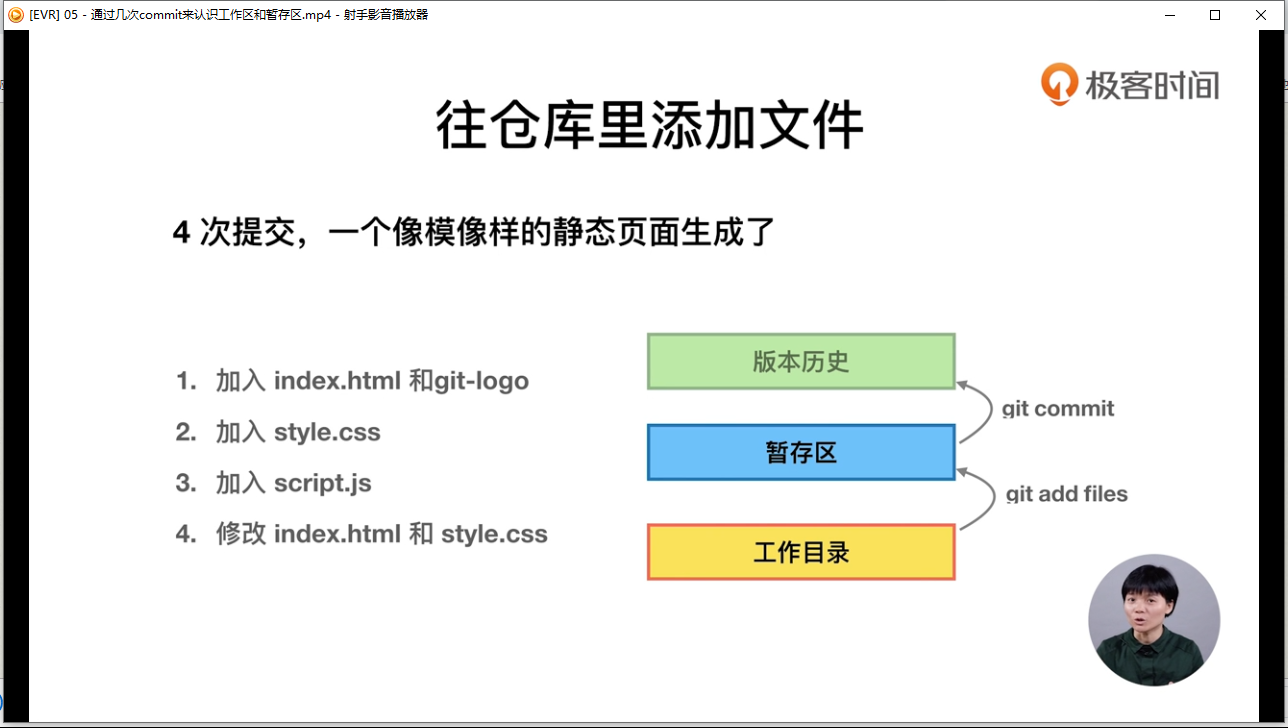 [EVR] 05 - 通过几次commit来认识工作区和暂存区.mp4 - 射手影音播放器
极客时间
往仓库里添加文件
4 次提交，一个像模像样的静态页面生成了
1. 加入 index.html 和git-logo
2. 加入 style.css
3. 加入 script.js
4. 修改 index.html 和 style.css
版本历史
git commit
暂存区
git add files
工作目录